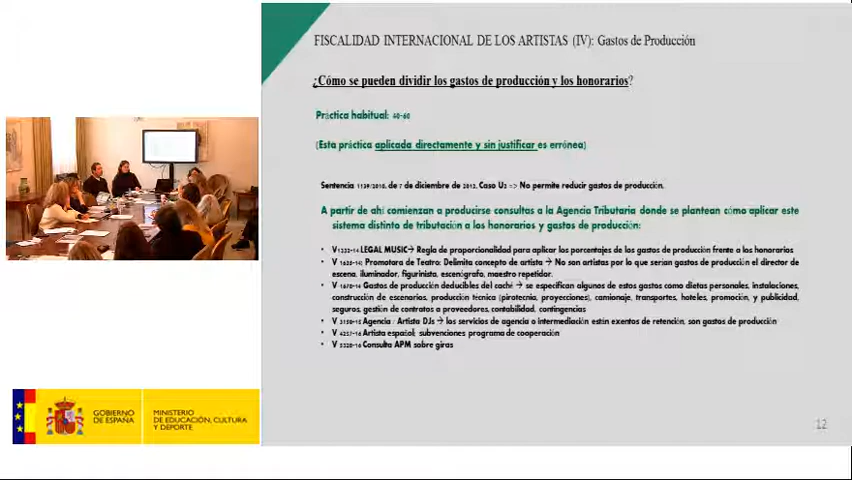 FISCALIDAD INTERNACIONAL DE LOS ARTISTAS (IV): Gastos de Producción
¿Cómo se pueden dividir los gastos de producción y los honorarios?
Práctica habitual: 40-60
(Esta práctica aplicada directamente y sin justificar es errónea)
Sentencia 1139/2010, de 7 de diciembre de 2012. Caso U2 => No permite reducir gastos de producción.
A partir de ahí comienzan a producirse consultas a la Agencia Tributaria donde se plantean cómo aplicar este
sistema distinto de tributación a los honorarios y gastos de producción:
• LEGAL MUSIC→ Regla de proporcionalidad para aplicar los porcentajes de los gastos de producción frente a los honorarios
• Promotora de Teatro: Delimita concepto de artista → No son artistas por lo que serían gastos de producción el director de
escena, iluminador, figurinista, escenógrafo, maestro repetidor.
• Gastos de producción deducibles del caché → se especifican algunos de estos gastos como dietas personales, instalaciones,
construcción de escenarios, producción técnica (pirotecnia, proyecciones), camionaje, transportes, hoteles, promoción, y publicidad,
seguros, gestión de contratos a proveedores, contabilidad, contingencias
• V 3150-15 Agencia / Artista DJs → los servicios de agencia o intermediación están exentos de retención, son gastos de producción
• V 4257-16 Artista español; subvenciones programa de cooperación
• V 5320-16 Consulta APM sobre giras
12
GOBIERNO
DE ESPAÑA
MINISTERIO
DE EDUCACIÓN, CULTURA
Y DEPORTE